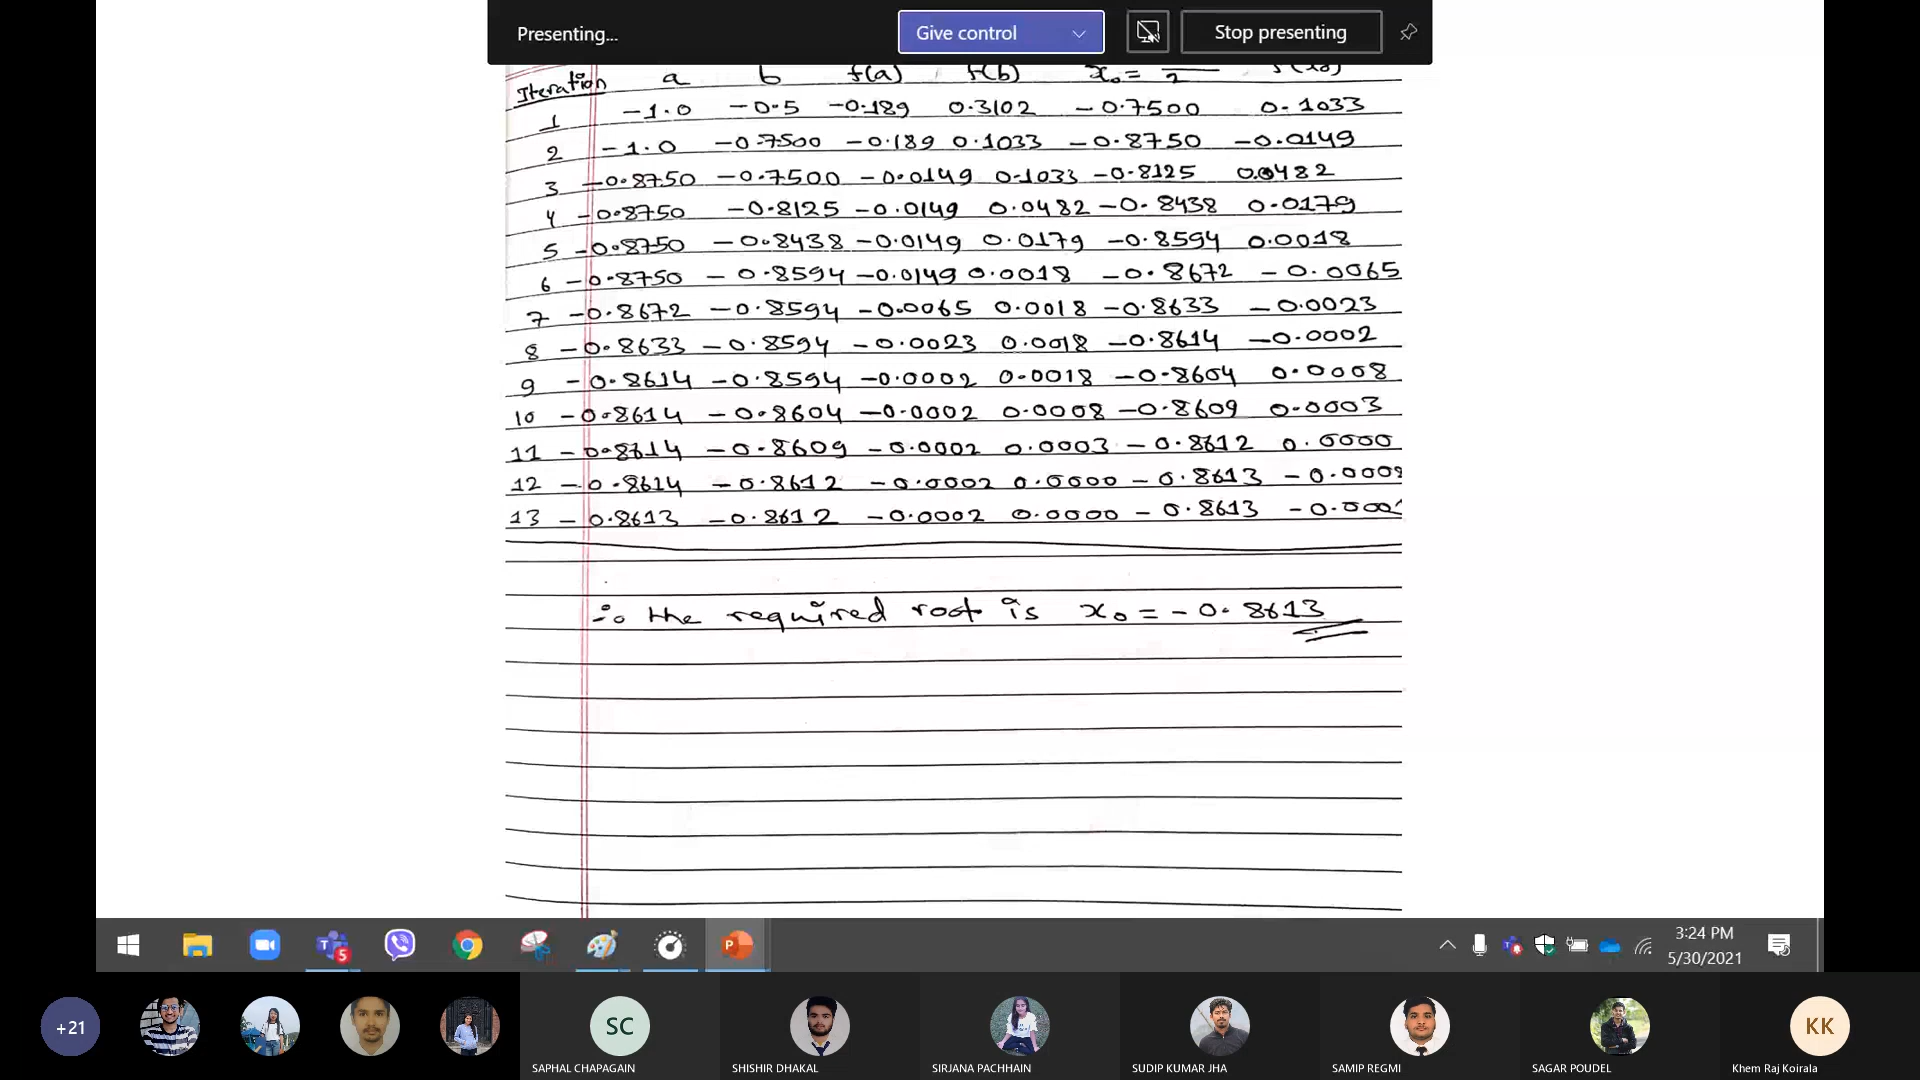 Presenting...
Give control
Stop presenting
Iteration a b f(a) f(b) x₀ = 2 f(x₀)
1 -1.0 -0.5 -0.189 0.3102 -0.7500 0.1033
2 -1.0 -0.7500 -0.189 0.1033 -0.8750 -0.0149
3 -0.8750 -0.7500 -0.0149 0.1033 -0.8125 0.0482
4 -0.8750 -0.8125 -0.0149 0.0482 -0.8438 0.0179
5 -0.8750 -0.8438 -0.0149 0.0179 -0.8594 0.0018
6 -0.8750 -0.8594 -0.0149 0.0018 -0.8672 -0.0065
7 -0.8672 -0.8594 -0.0065 0.0018 -0.8633 -0.0023
8 -0.8633 -0.8594 -0.0023 0.0018 -0.8614 -0.0002
9 -0.8614 -0.8594 -0.0002 0.0018 -0.8604 0.0008
10 -0.8614 -0.8604 -0.0002 0.0008 -0.8609 0.0003
11 -0.8614 -0.8609 -0.0002 0.0003 -0.8612 0.0000
12 -0.8614 -0.8612 -0.0002 0.0000 -0.8613
13 -0.8613 -0.8612 -0.0002 0.0000 -0.8613
∴ the required root is x₀ = -0.8613
5
3:24 PM
5/30/2021
+21
SC
KK
SAPHAL CHAPAGAIN
SHISHIR DHAKAL
SIRJANA PACHHAIN
SUDIP KUMAR JHA
SAMIP REGMI
SAGAR POUDEL
Khem Raj Koirala